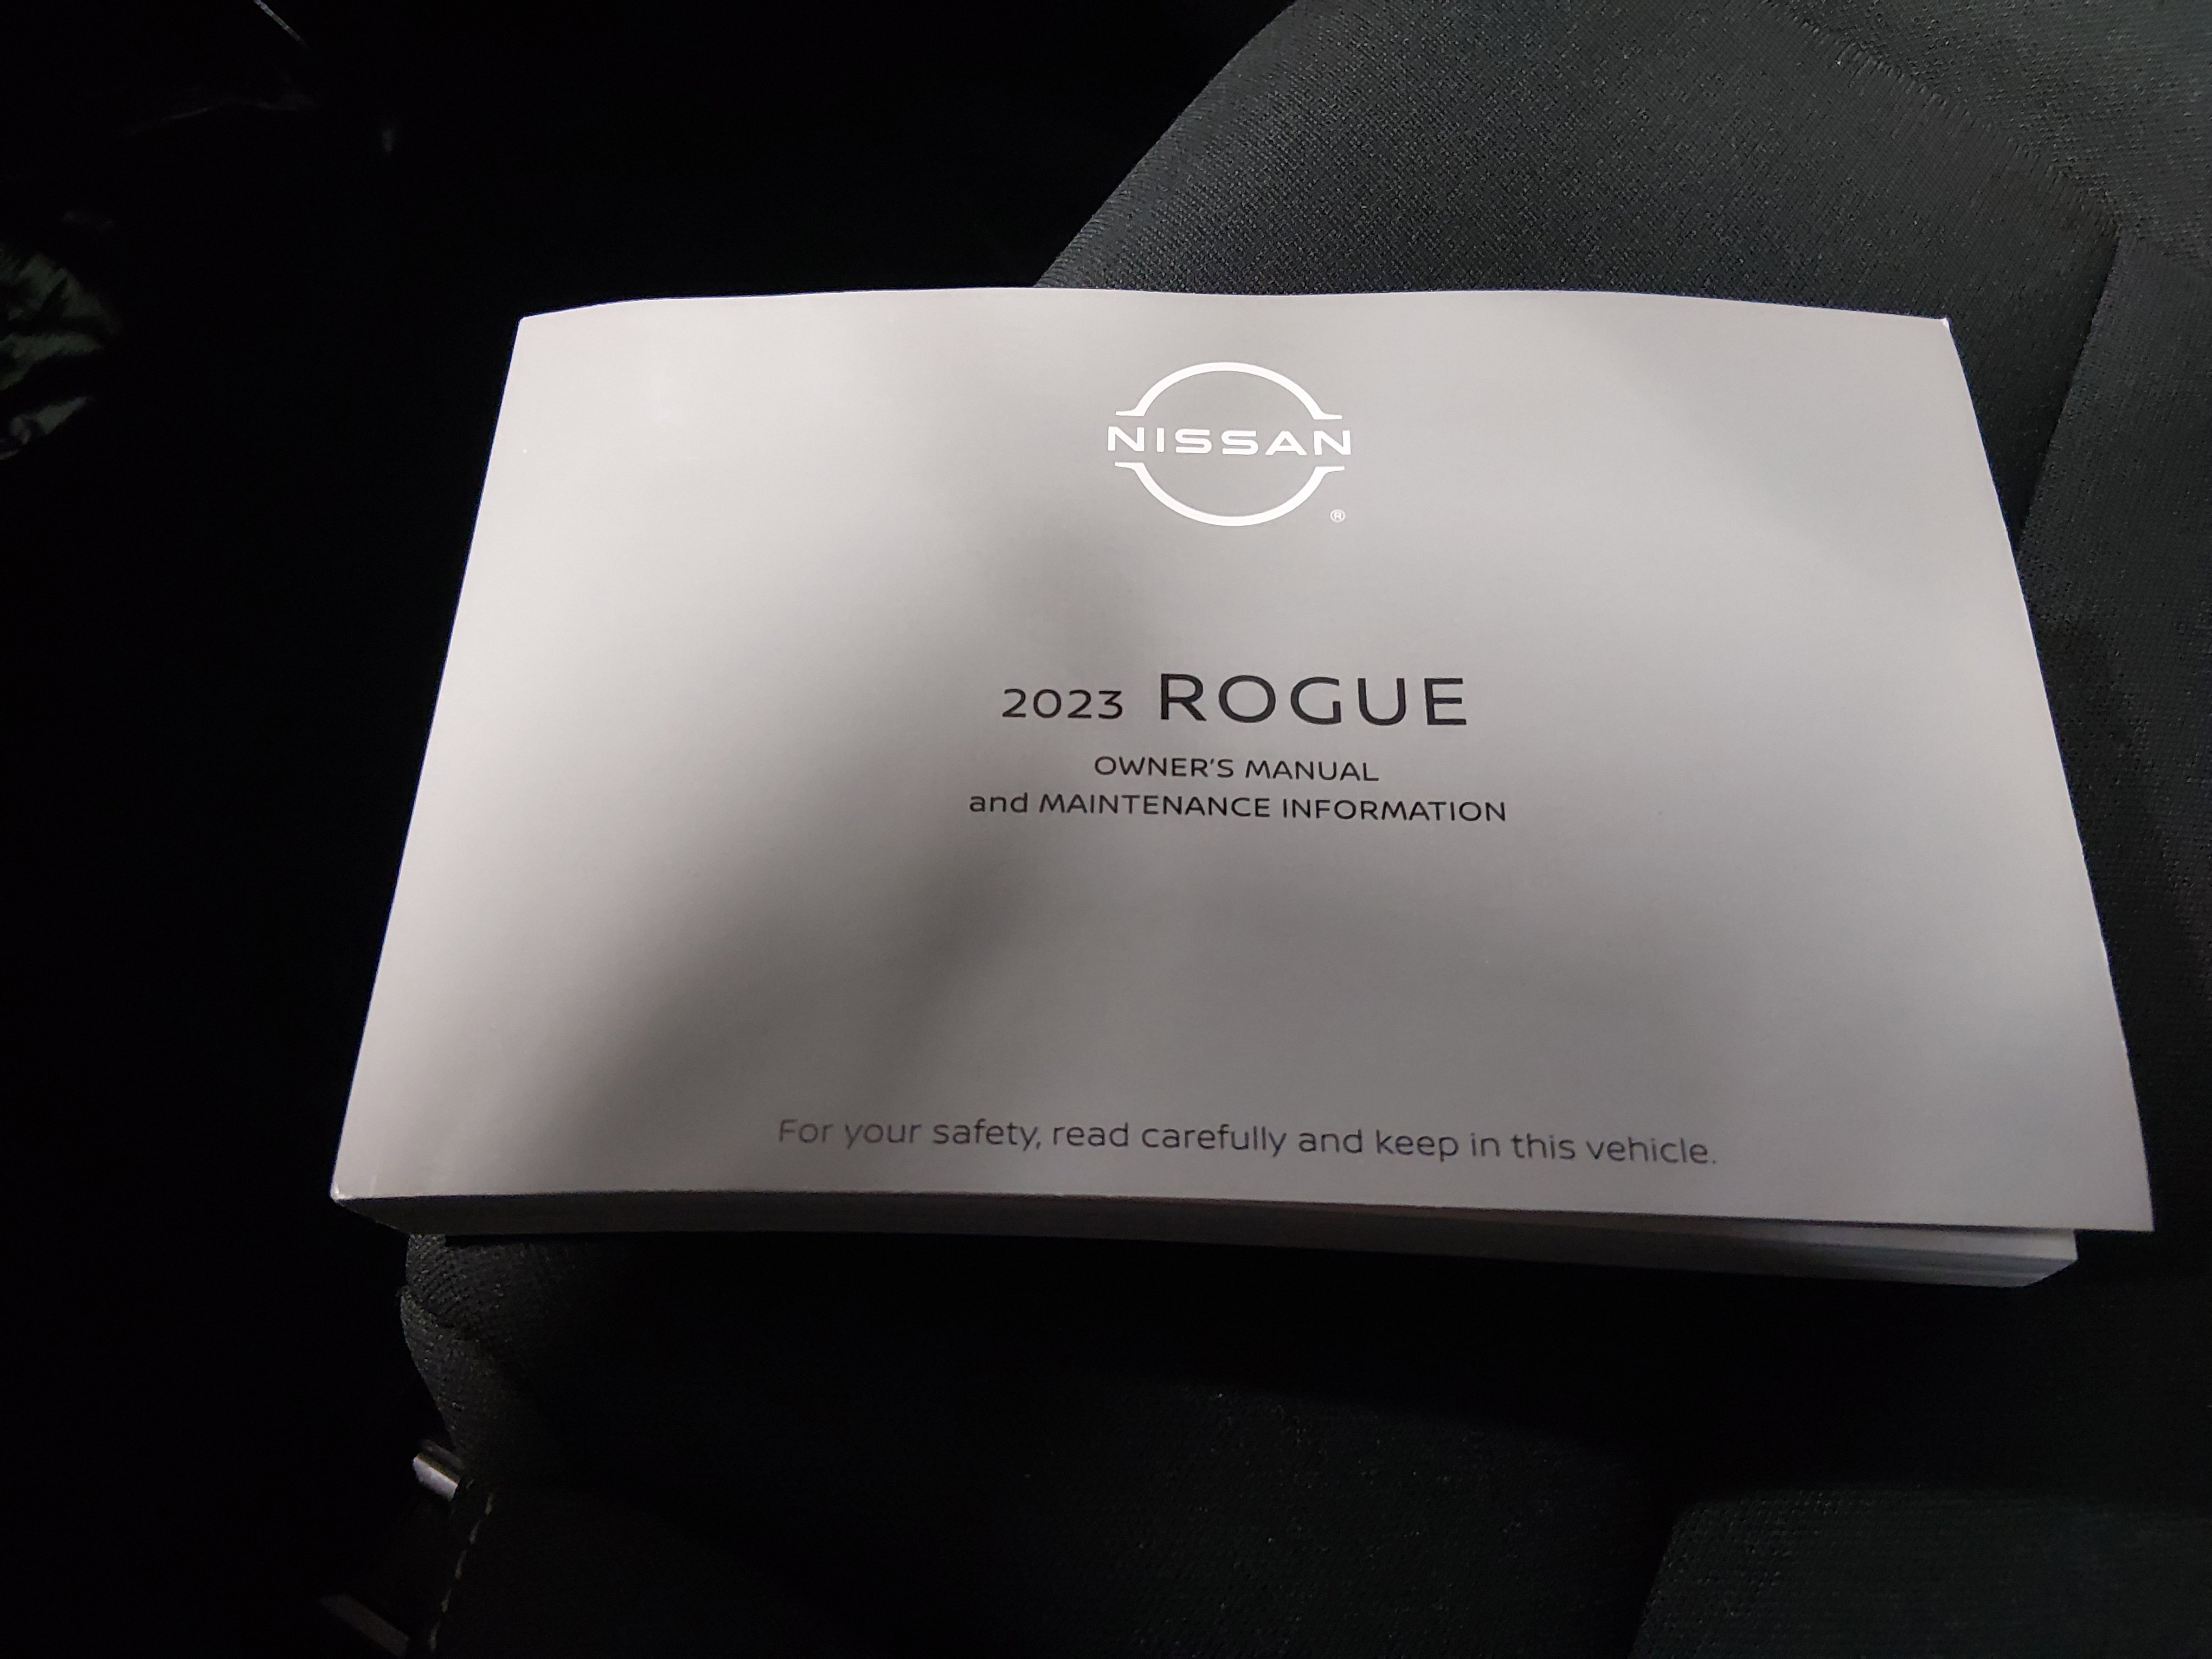 NISSAN
®
2023 ROGUE
OWNER'S MANUAL
and MAINTENANCE INFORMATION
For your safety, read carefully and keep in this vehicle.